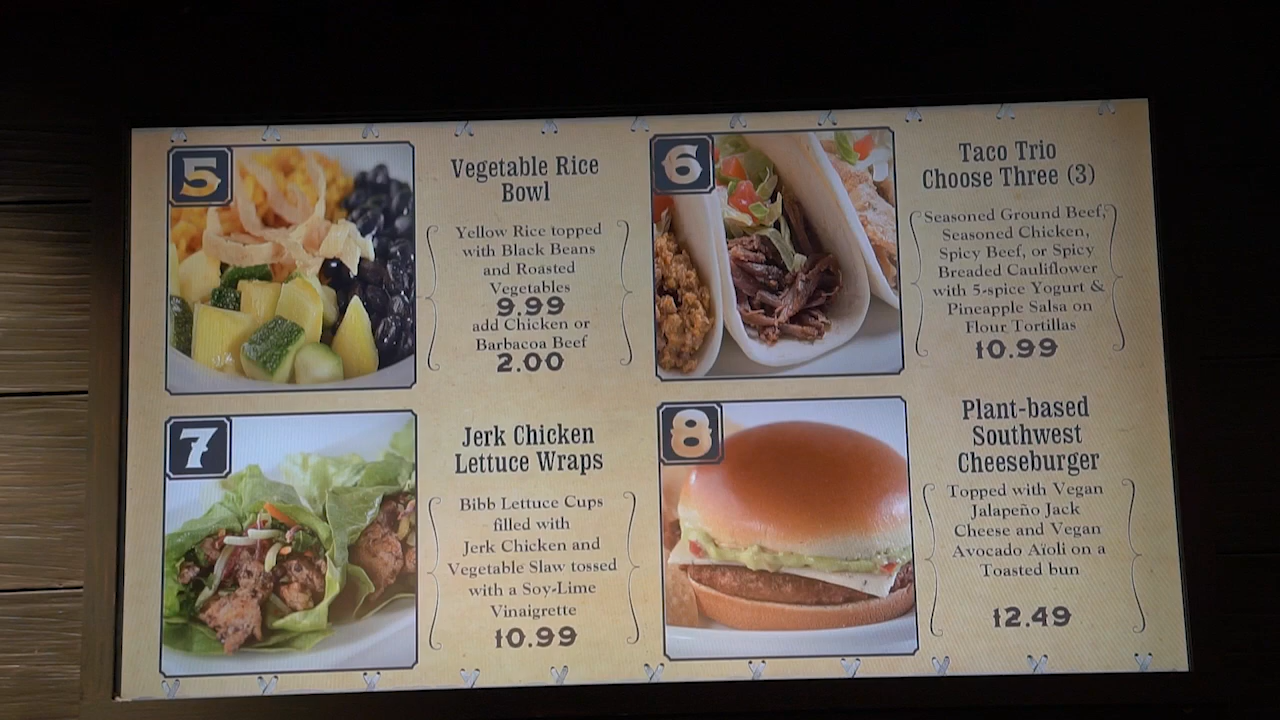 5
Vegetable Rice
Bowl
Yellow Rice topped
with Black Beans
and Roasted
Vegetables
9.99
add Chicken or
Barbacoa Beef
2.00
6
Taco Trio
Choose Three (3)
Seasoned Ground Beef,
Seasoned Chicken,
Spicy Beef, or Spicy
Breaded Cauliflower
with 5-spice Yogurt &
Pineapple Salsa on
Flour Tortillas
10.99
7
Jerk Chicken
Lettuce Wraps
Bibb Lettuce Cups
filled with
Jerk Chicken and
Vegetable Slaw tossed
with a Soy-Lime
Vinaigrette
10.99
8
Plant-based
Southwest
Cheeseburger
Topped with Vegan
Jalapeño Jack
Cheese and Vegan
Avocado Aïoli on a
Toasted bun
12.49